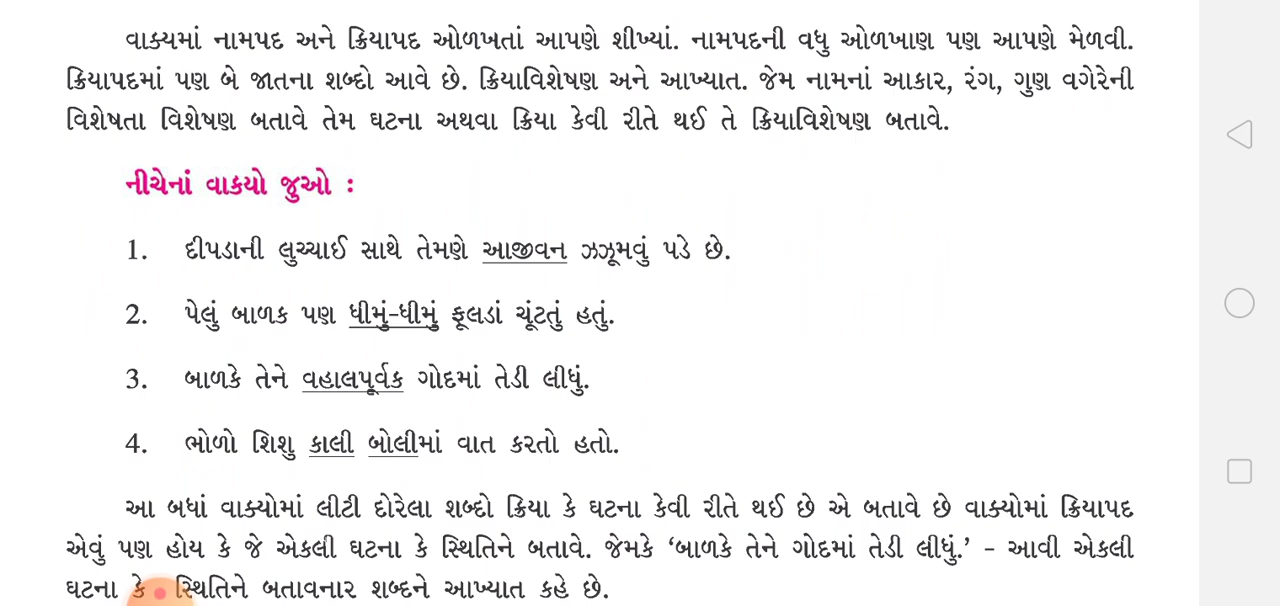 વાક્યમાં નામપદ અને ક્રિયાપદ ઓળખતાં આપણે શીખ્યાં. નામપદની વધુ ઓળખાણ પણ આપણે મેળવી.
ક્રિયાપદમાં પણ બે જાતના શબ્દો આવે છે. ક્રિયાવિશેષણ અને આખ્યાત. જેમ નામનાં આકાર, રંગ, ગુણ વગેરેની
વિશેષતા વિશેષણ બતાવે તેમ ઘટના અથવા ક્રિયા કેવી રીતે થઈ તે ક્રિયાવિશેષણ બતાવે.
નીચેનાં વાકયો જુઓ :
1. દીપડાની લુચ્ચાઈ સાથે તેમણે આજીવન ઝઝૂમવું પડે છે.
2. પેલું બાળક પણ ધીમું-ધીમું ફૂલડાં ચૂંટતું હતું.
3. બાળકે તેને વહાલપૂર્વક ગોદમાં તેડી લીધું.
4. ભોળો શિશુ કાલી બોલીમાં વાત કરતો હતો.
આ બધાં વાક્યોમાં લીટી દોરેલા શબ્દો ક્રિયા કે ઘટના કેવી રીતે થઈ છે એ બતાવે છે વાક્યોમાં ક્રિયાપદ
એવું પણ હોય કે જે એકલી ઘટના કે સ્થિતિને બતાવે. જેમકે ‘બાળકે તેને ગોદમાં તેડી લીધું.’ - આવી એકલી
ઘટના કે સ્થિતિને બતાવનાર શબ્દને આખ્યાત કહે છે.